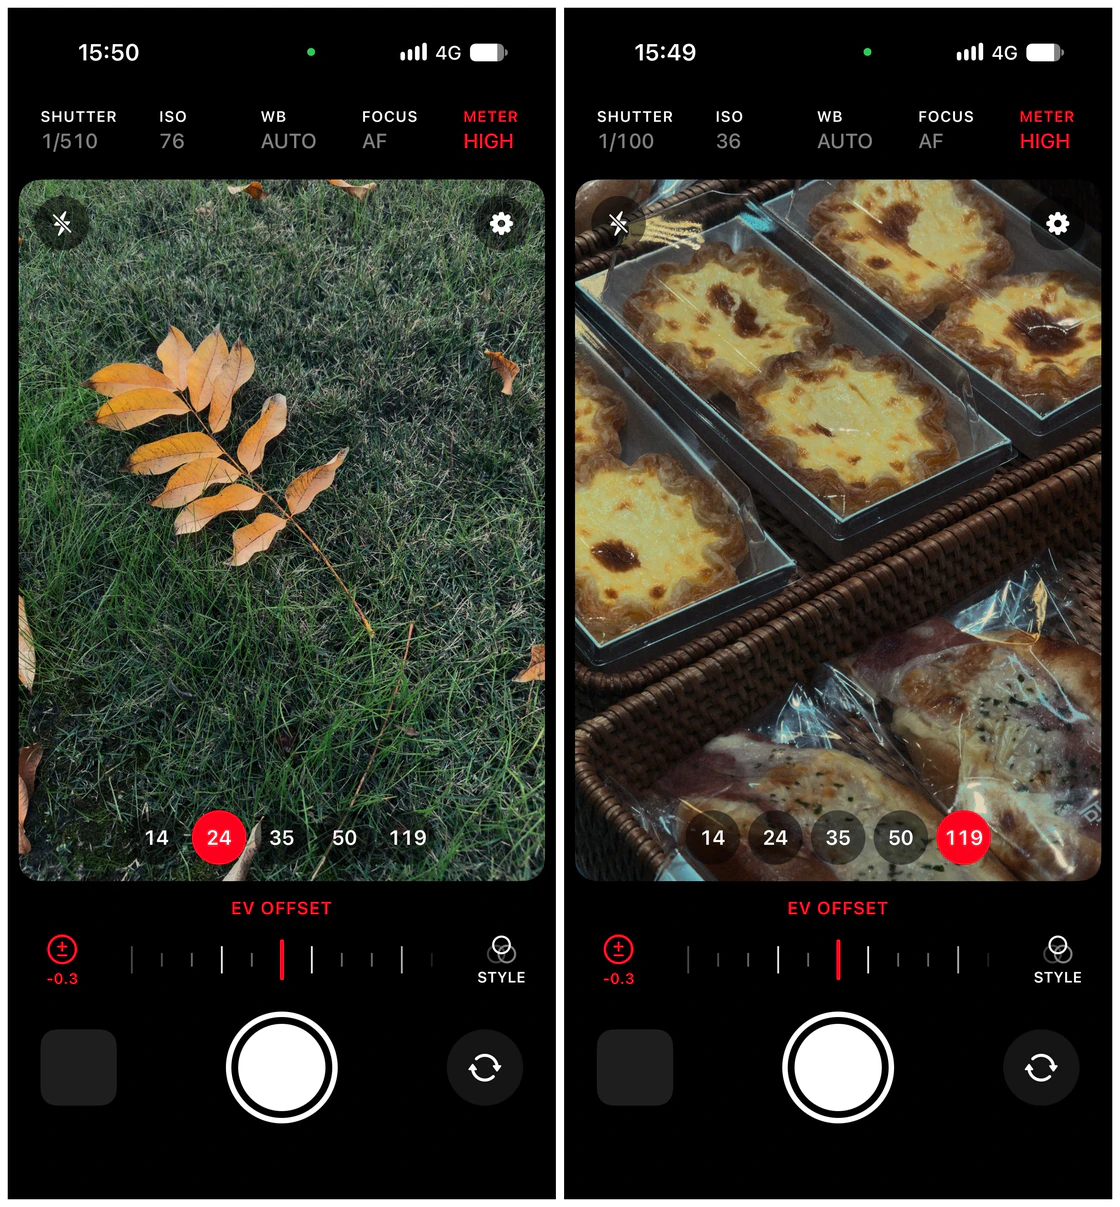 15:50
4G
SHUTTER ISO WB FOCUS METER
1/510 76 AUTO AF HIGH
14 24 35 50 119
EV OFFSET
-0.3
STYLE
15:49
4G
SHUTTER ISO WB FOCUS METER
1/100 36 AUTO AF HIGH
14 24 35 50 119
EV OFFSET
-0.3
STYLE